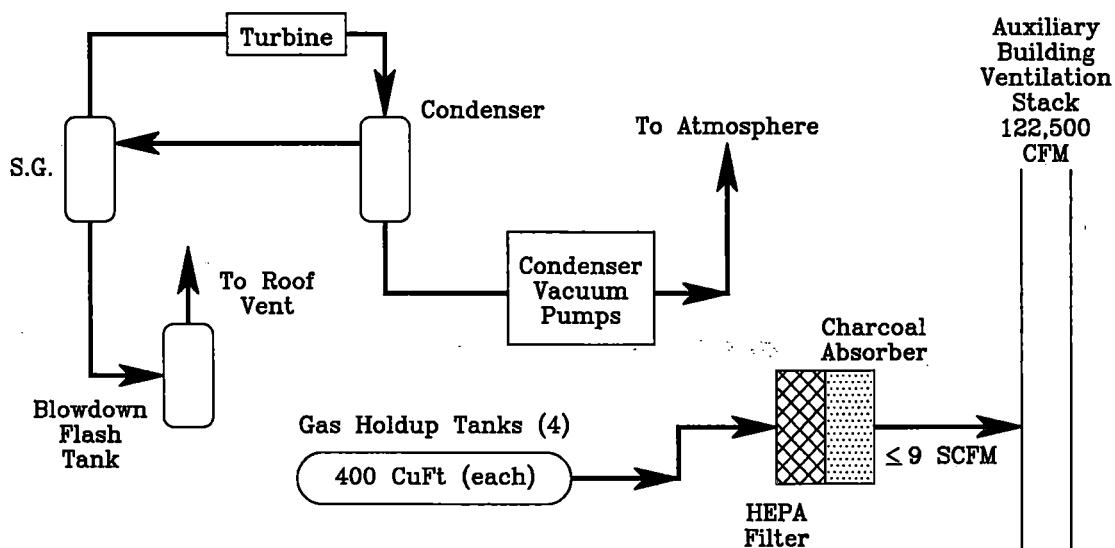 Turbine
Condenser
S.G.
To Roof
Vent
Blowdown
Flash
Tank
To Atmosphere
Condenser
Vacuum
Pumps
Gas Holdup Tanks (4)
400 CuFt (each)
Charcoal
Absorber
HEPA
Filter
≤ 9 SCFM
Auxiliary
Building
Ventilation
Stack
122,500
CFM